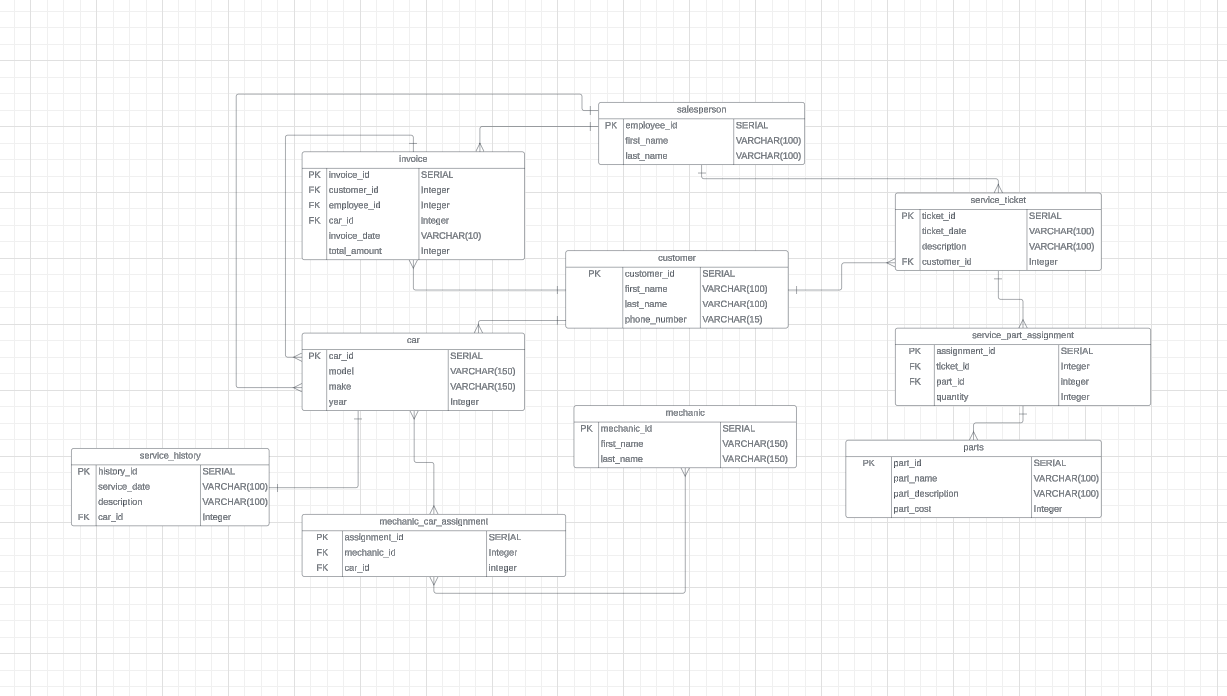 salesperson
PK employee_id SERIAL
first_name VARCHAR(100)
last_name VARCHAR(100)
invoice
PK invoice_id SERIAL
FK customer_id Integer
FK employee_id Integer
FK car_id Integer
invoice_date VARCHAR(10)
total_amount Integer
service_ticket
PK ticket_id SERIAL
ticket_date VARCHAR(100)
description VARCHAR(100)
FK customer_id Integer
customer
PK customer_id SERIAL
first_name VARCHAR(100)
last_name VARCHAR(100)
phone_number VARCHAR(15)
car
PK car_id SERIAL
model VARCHAR(150)
make VARCHAR(150)
year Integer
service_part_assignment
PK assignment_id SERIAL
FK ticket_id Integer
FK part_id Integer
quantity Integer
mechanic
PK mechanic_id SERIAL
first_name VARCHAR(150)
last_name VARCHAR(150)
parts
PK part_id SERIAL
part_name VARCHAR(100)
part_description VARCHAR(100)
part_cost Integer
service_history
PK history_id SERIAL
service_date VARCHAR(100)
description VARCHAR(100)
FK car_id Integer
mechanic_car_assignment
PK assignment_id SERIAL
FK mechanic_id Integer
FK car_id integer